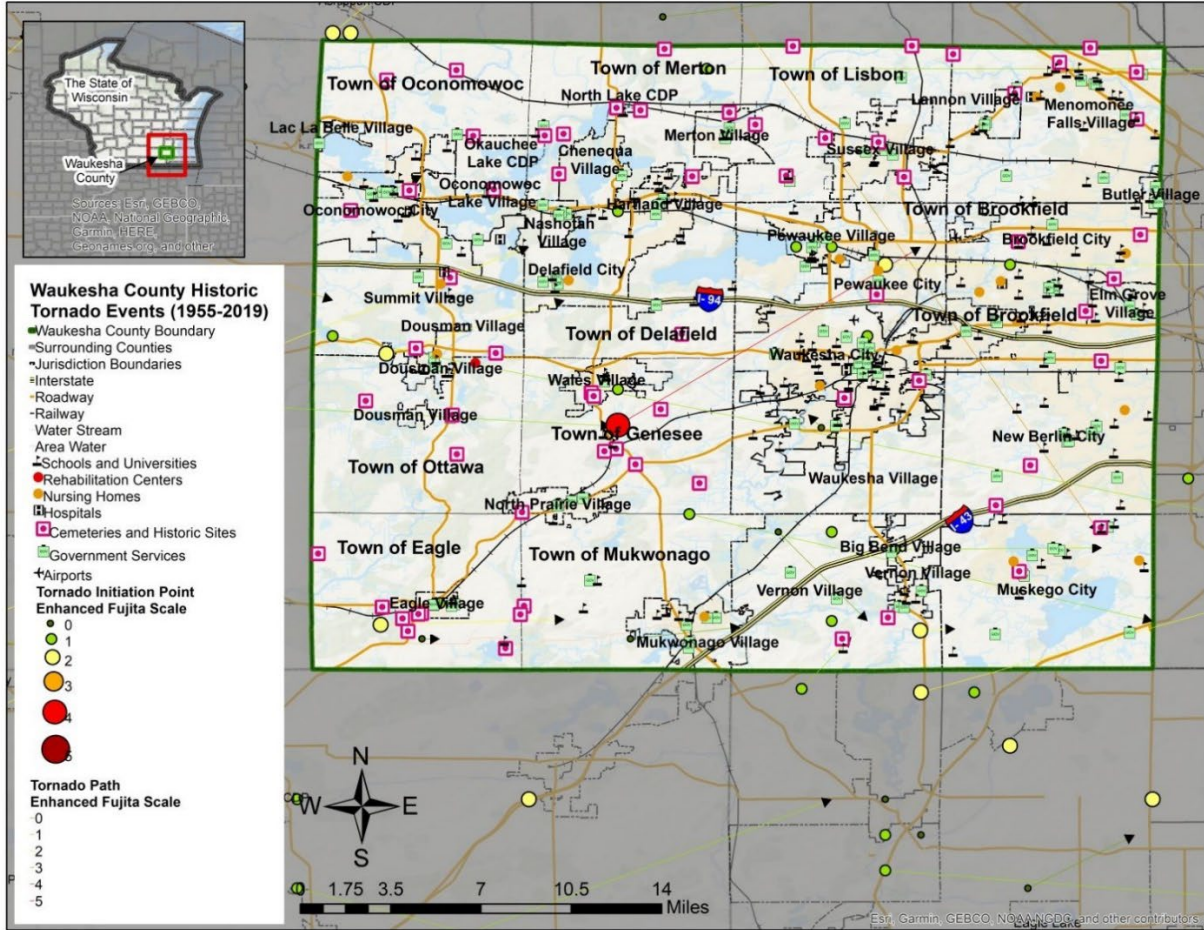 The State of
Wisconsin
Waukesha
County
Sources: Esri, GEBCO,
NOAA, National Geographic,
Garmin, HERE,
Geonames.org, and other
Waukesha County Historic
Tornado Events (1955-2019)
Waukesha County Boundary
Surrounding Counties
Jurisdiction Boundaries
Interstate
Roadway
Railway
Water Stream
Area Water
Schools and Universities
Rehabilitation Centers
Nursing Homes
Hospitals
Cemeteries and Historic Sites
Government Services
Airports
Tornado Initiation Point
Enhanced Fujita Scale
0
1
2
3
4
5
Tornado Path
Enhanced Fujita Scale
0
1
2
3
4
5
Town of Oconomowoc
Town of Merton
Town of Lisbon
North Lake CDP
Lannon Village
Menomonee
Falls Village
Lac La Belle Village
Okauchee
Lake CDP
Merton Village
Chenequa
Village
Sussex Village
Oconomowoc
Lake Village
Oconomowoc City
Hartland Village
Butler Village
Town of Brookfield
Nashotah
Village
Pewaukee Village
Brookfield City
Delafield City
Pewaukee City
Summit Village
I-94
Elm Grove
Village
Town of Brookfield
Dousman Village
Town of Delafield
Waukesha City
Dousman Village
Wales Village
Dousman Village
Town of Genesee
New Berlin City
Town of Ottawa
Waukesha Village
North Prairie Village
I-43
Town of Eagle
Town of Mukwonago
Big Bend Village
Vernon Village
Vernon Village
Muskego City
Eagle Village
Mukwonago Village
N
W
E
S
0 1.75 3.5 7 10.5 14
Miles
Esri, Garmin, GEBCO, NOAA NGDC, and other contributors
Eagle Lake